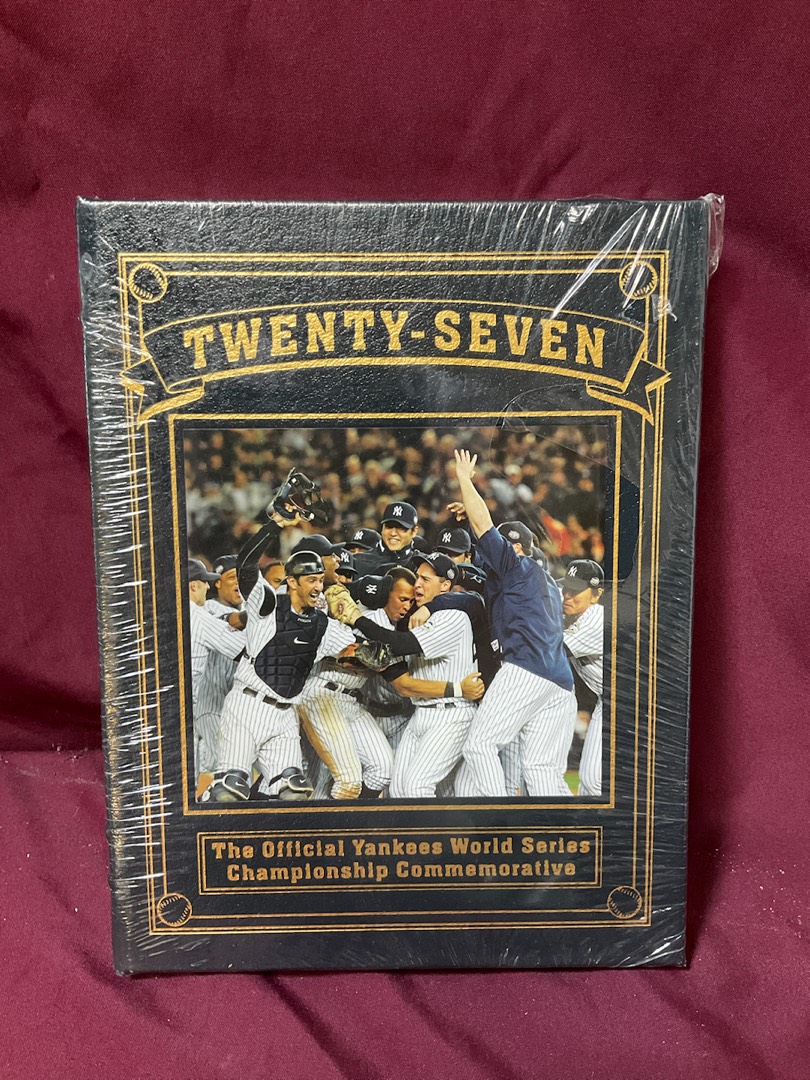 TWENTY-SEVEN
The Official Yankees World Series
Championship Commemorative